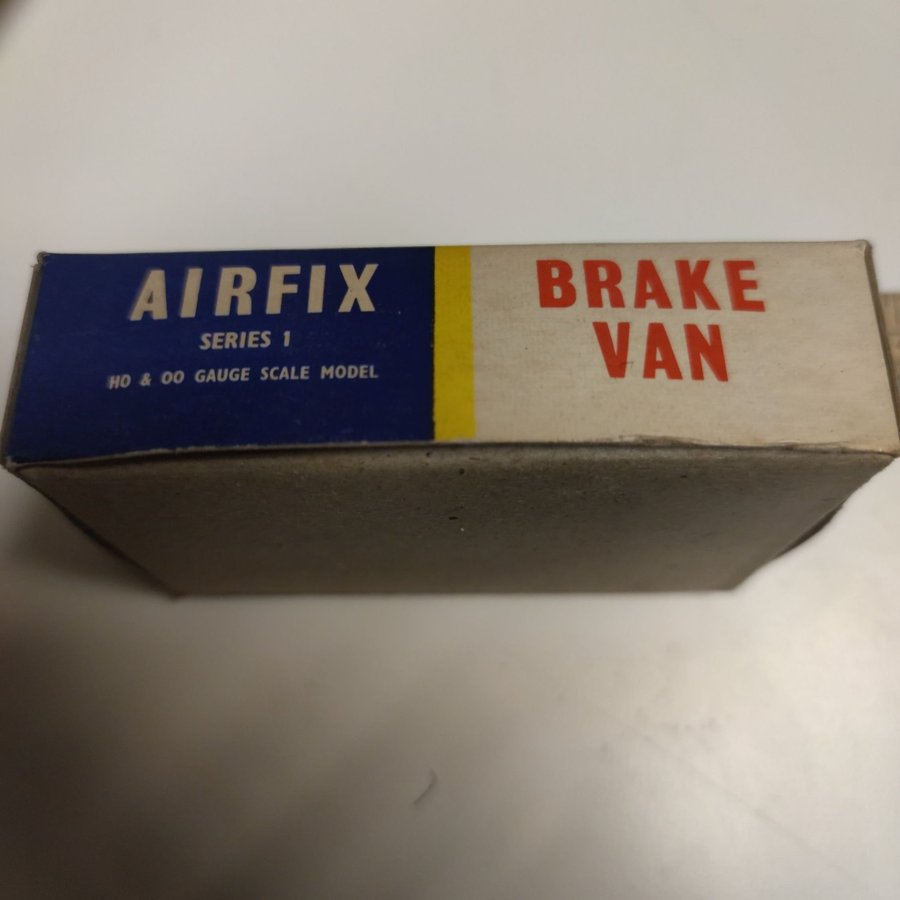 AIRFIX
SERIES 1
HO & OO GAUGE SCALE MODEL
BRAKE
VAN